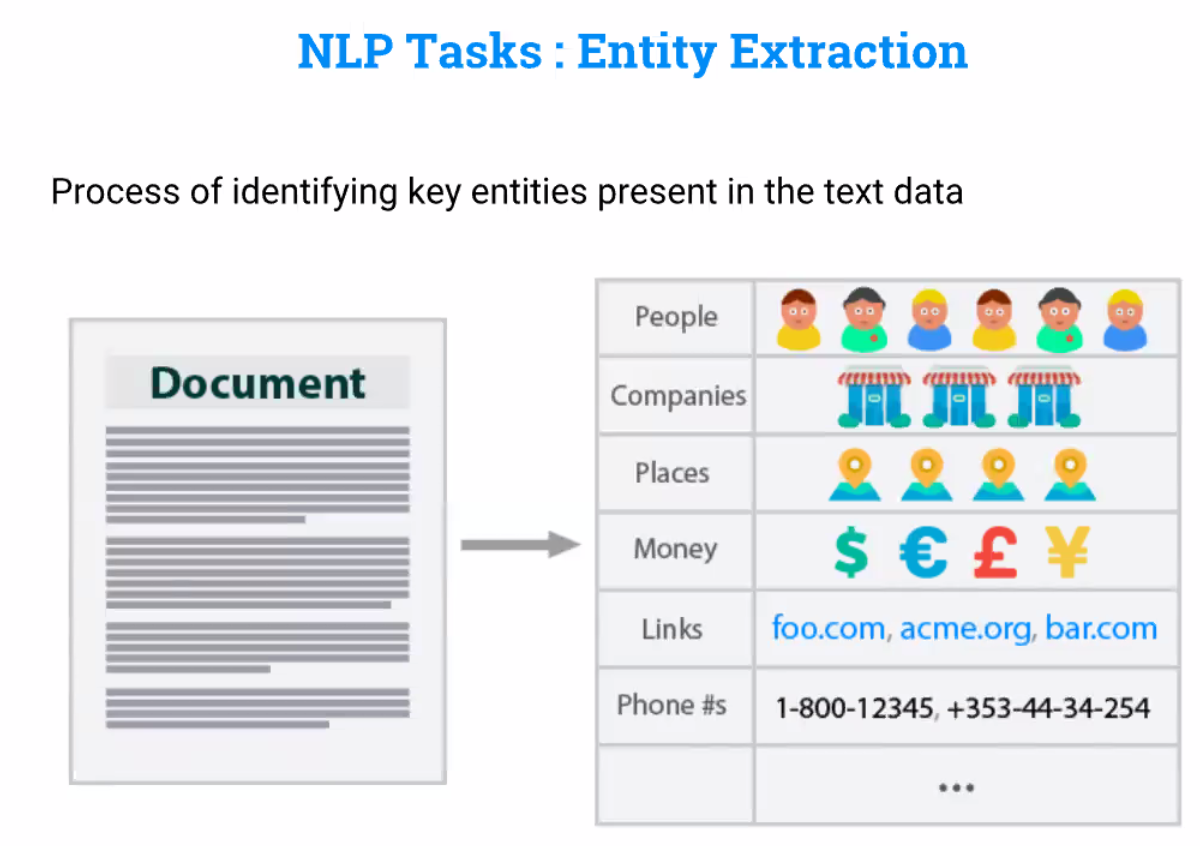 NLP Tasks : Entity Extraction
Process of identifying key entities present in the text data
Document
People
Companies
Places
Money $ € £ ¥
Links foo.com, acme.org, bar.com
Phone #s 1-800-12345, +353-44-34-254
...